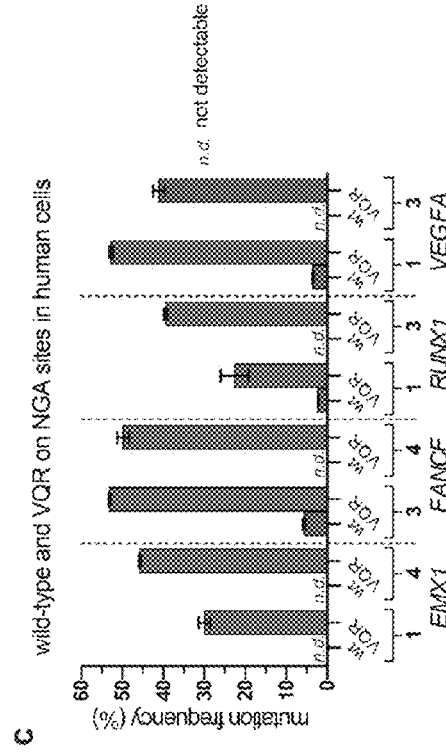 C
wild-type and VQR on NGA sites in human cells
n.d. not detectable
mutation frequency (%)
60
50
40
30
20
10
0
n.d. n.d. n.d. n.d. n.d.
wt VQR wt VQR wt VQR wt VQR wt VQR wt VQR wt VQR wt VQR
1 4 3 4 1 3 1 3
EMX1 FANCF RUNX1 VEGFA